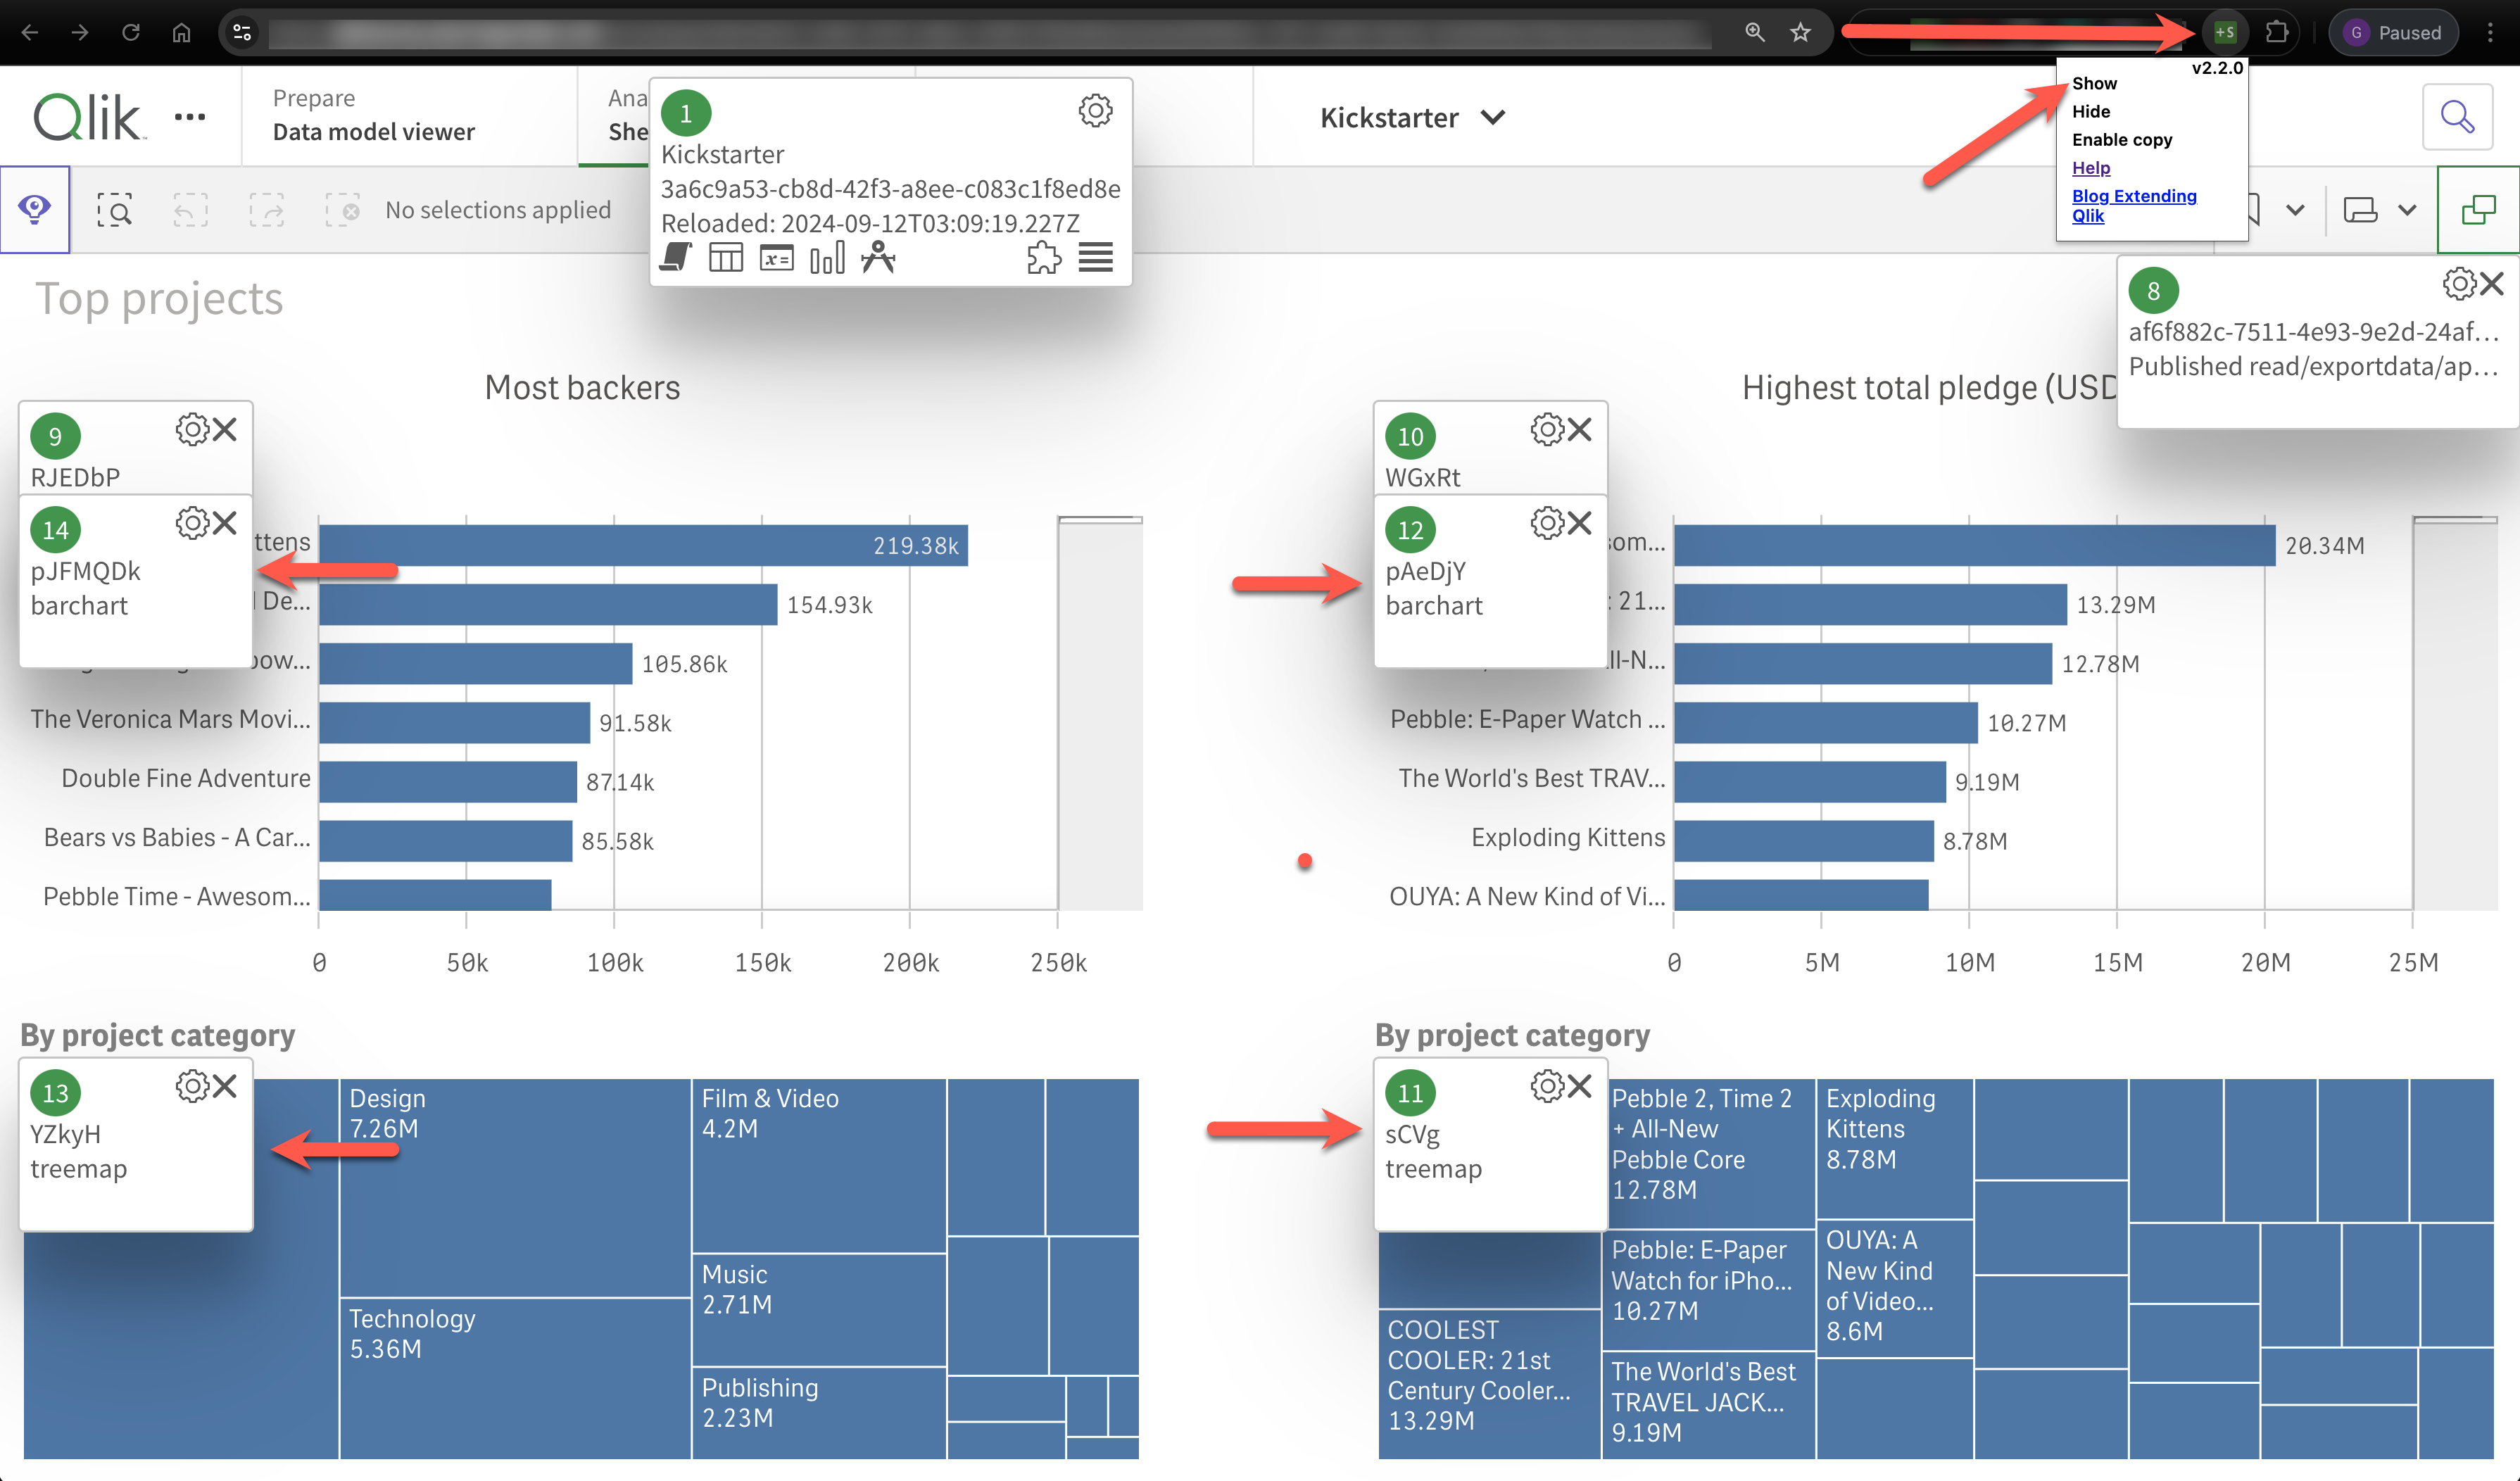 +S
G Paused
v2.2.0
Show
Hide
Enable copy
Help
Blog Extending
Qlik
Qlik
Prepare
Data model viewer
Ana
She
Kickstarter
No selections applied
1
Kickstarter
3a6c9a53-cb8d-42f3-a8ee-c083c1f8ed8e
Reloaded: 2024-09-12T03:09:19.227Z
x=
8
af6f882c-7511-4e93-9e2d-24af...
Published read/exportdata/ap...
Top projects
Most backers
9
RJEDbP
14
pJFMQDk
barchart
ttens
219.38k
De...
154.93k
ow...
105.86k
The Veronica Mars Movi...
91.58k
Double Fine Adventure
87.14k
Bears vs Babies - A Car...
85.58k
Pebble Time - Awesom...
0 50k 100k 150k 200k 250k
Highest total pledge (USD
10
WGxRt
12
pAeDjY
barchart
som...
20.34M
: 21...
13.29M
ll-N...
12.78M
Pebble: E-Paper Watch ...
10.27M
The World's Best TRAV...
9.19M
Exploding Kittens
8.78M
OUYA: A New Kind of Vi...
0 5M 10M 15M 20M 25M
By project category
13
YZkyH
treemap
Design
7.26M
Technology
5.36M
Film & Video
4.2M
Music
2.71M
Publishing
2.23M
By project category
11
sCVg
treemap
COOLEST
COOLER: 21st
Century Cooler...
13.29M
Pebble 2, Time 2
+ All-New
Pebble Core
12.78M
Pebble: E-Paper
Watch for iPho...
10.27M
The World's Best
TRAVEL JACK...
9.19M
Exploding
Kittens
8.78M
OUYA: A
New Kind
of Video...
8.6M